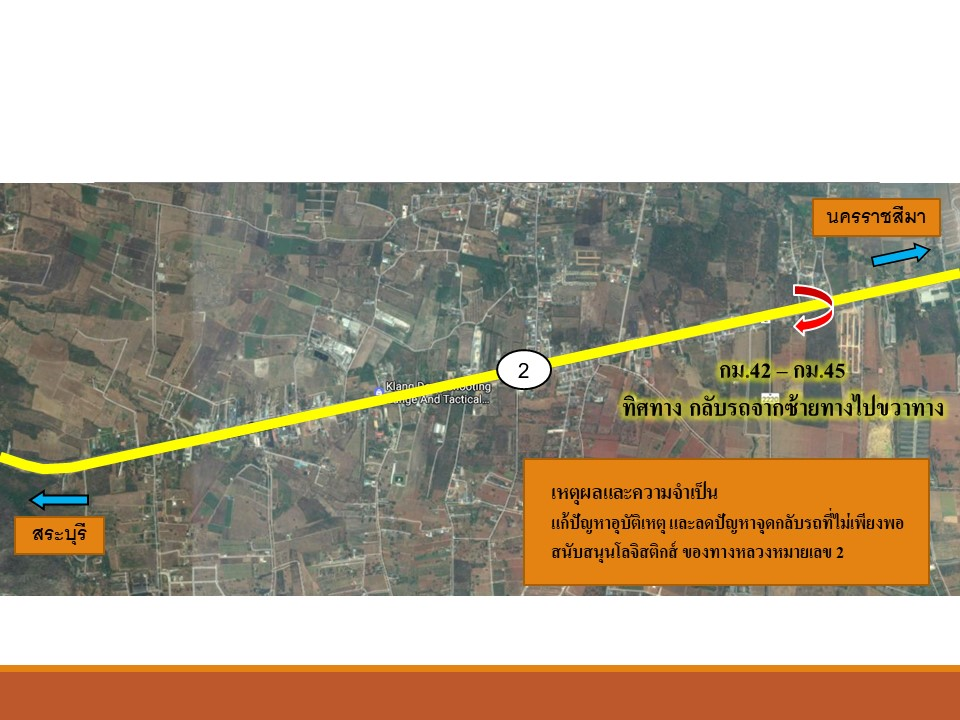 นครราชสีมา
2
Klang D
กม.42 – กม.45
ทิศทาง กลับรถจากซ้ายทางไปขวาทาง
And Tactical...
เหตุผลและความจำเป็น
แก้ปัญหาอุบัติเหตุ และลดปัญหาจุดกลับรถที่ไม่เพียงพอ
สนับสนุนโลจิสติกส์ ของทางหลวงหมายเลข 2
สระบุรี